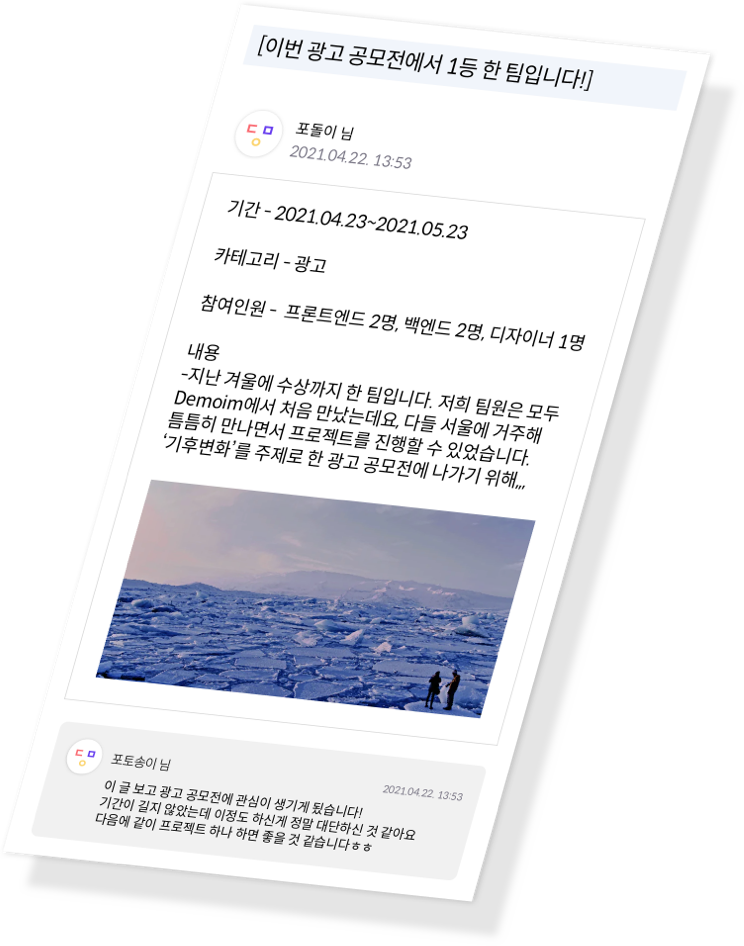 [이번 광고 공모전에서 1등 한 팀입니다!]
포돌이 님
2021.04.22. 13:53
기간 - 2021.04.23~2021.05.23
카테고리 - 광고
참여인원 - 프론트엔드 2명, 백엔드 2명, 디자이너 1명
내용
-지난 겨울에 수상까지 한 팀입니다. 저희 팀원은 모두
Demoim에서 처음 만났는데요, 다들 서울에 거주해
틈틈히 만나면서 프로젝트를 진행할 수 있었습니다.
‘기후변화’를 주제로 한 광고 공모전에 나가기 위해,,,
포토송이 님
2021.04.22. 13:53
이 글 보고 광고 공모전에 관심이 생기게 됬습니다!
기간이 길지 않았는데 이정도 하신게 정말 대단하신 것 같아요
다음에 같이 프로젝트 하나 하면 좋을 것 같습니다ㅎㅎ